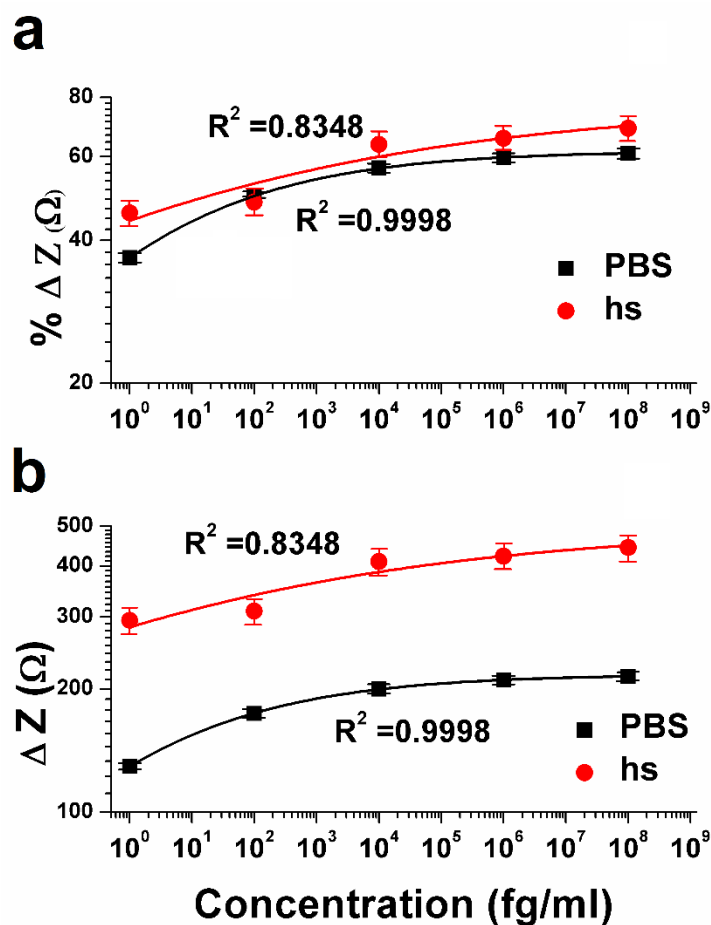 a
80
60
40
20
% Δ Z (Ω)
R² =0.8348
R² =0.9998
PBS
hs
10⁰ 10¹ 10² 10³ 10⁴ 10⁵ 10⁶ 10⁷ 10⁸ 10⁹
b
500
400
300
200
100
Δ Z (Ω)
R² =0.8348
R² =0.9998
PBS
hs
10⁰ 10¹ 10² 10³ 10⁴ 10⁵ 10⁶ 10⁷ 10⁸ 10⁹
Concentration (fg/ml)